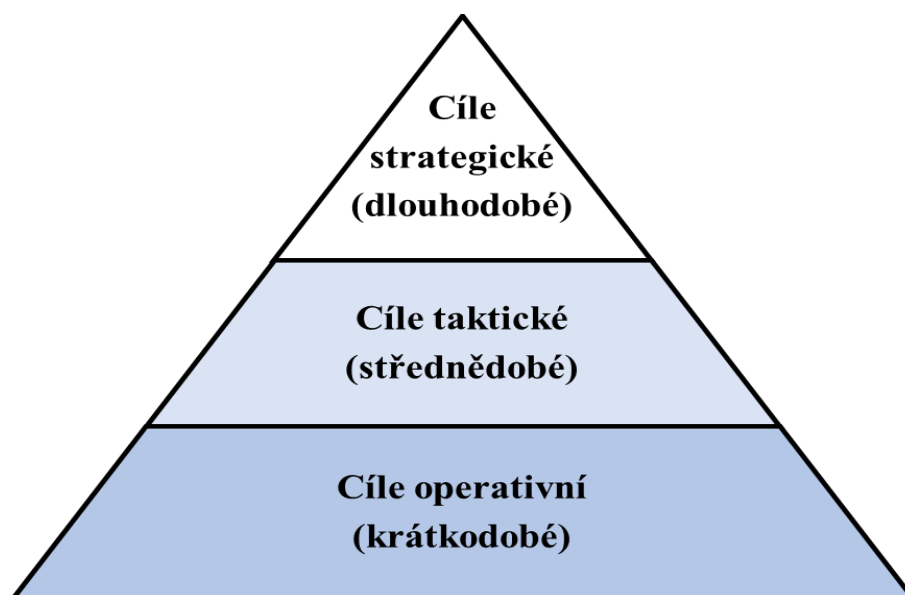 Cíle
strategické
(dlouhodobé)
Cíle taktické
(střednědobé)
Cíle operativní
(krátkodobé)